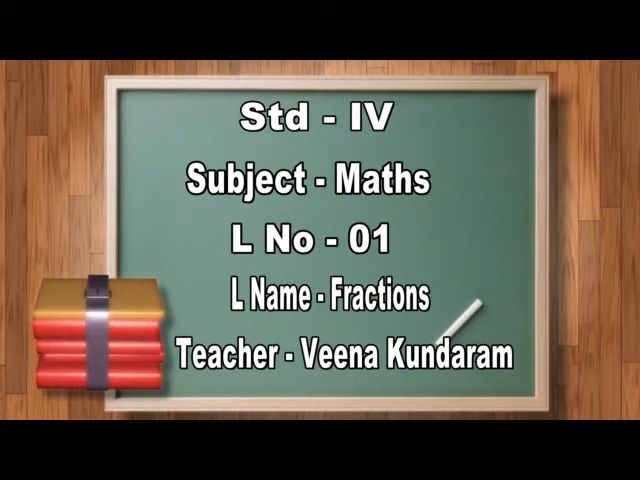 Std - IV
Subject - Maths
L No - 01
L Name - Fractions
Teacher - Veena Kundaram